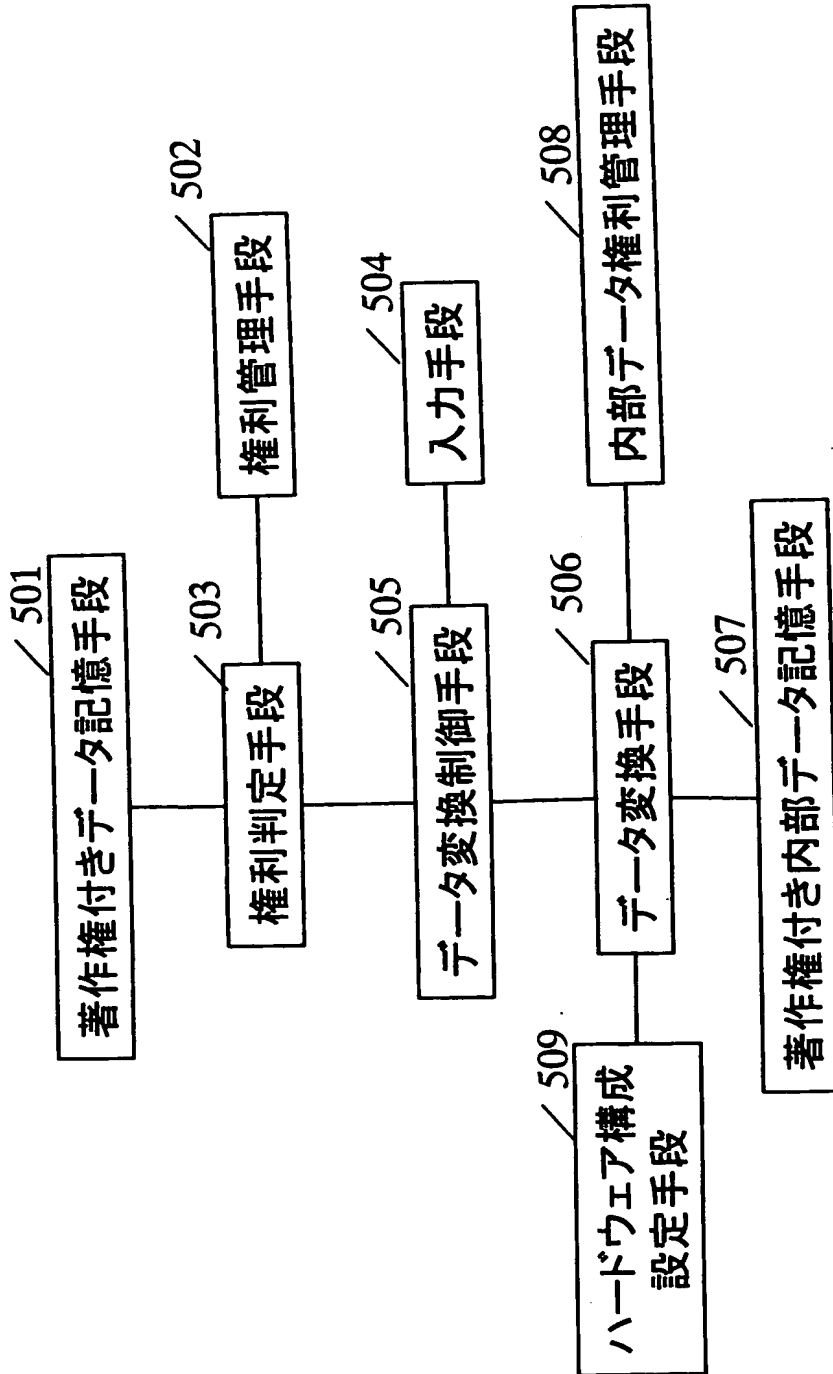 501
著作権付きデータ記憶手段
502
権利管理手段
503
権利判定手段
504
入力手段
505
データ変換制御手段
506
データ変換手段
508
内部データ権利管理手段
509
ハードウェア構成
設定手段
507
著作権付き内部データ記憶手段